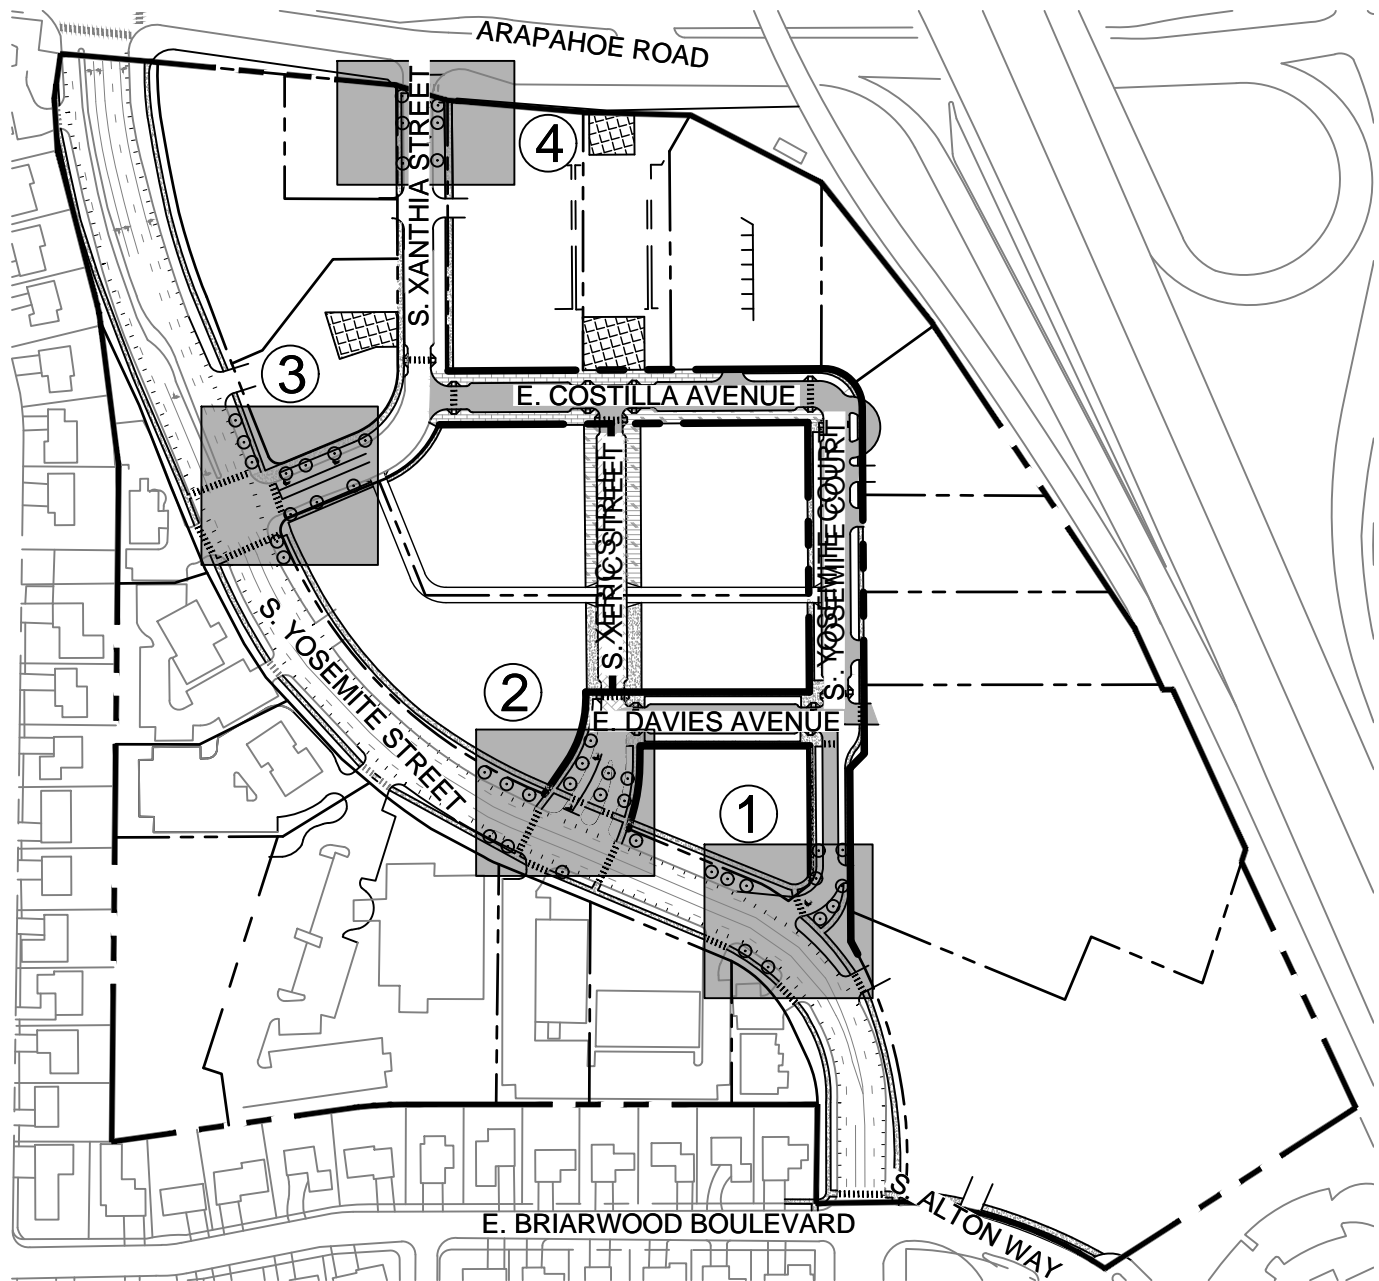 ARAPAHOE ROAD
4
S. XANTHIA STREET
3
E. COSTILLA AVENUE
S. XERIC STREET
S. YOSEMITE COURT
S. YOSEMITE STREET
2
E. DAVIES AVENUE
1
S. ALTON WAY
E. BRIARWOOD BOULEVARD